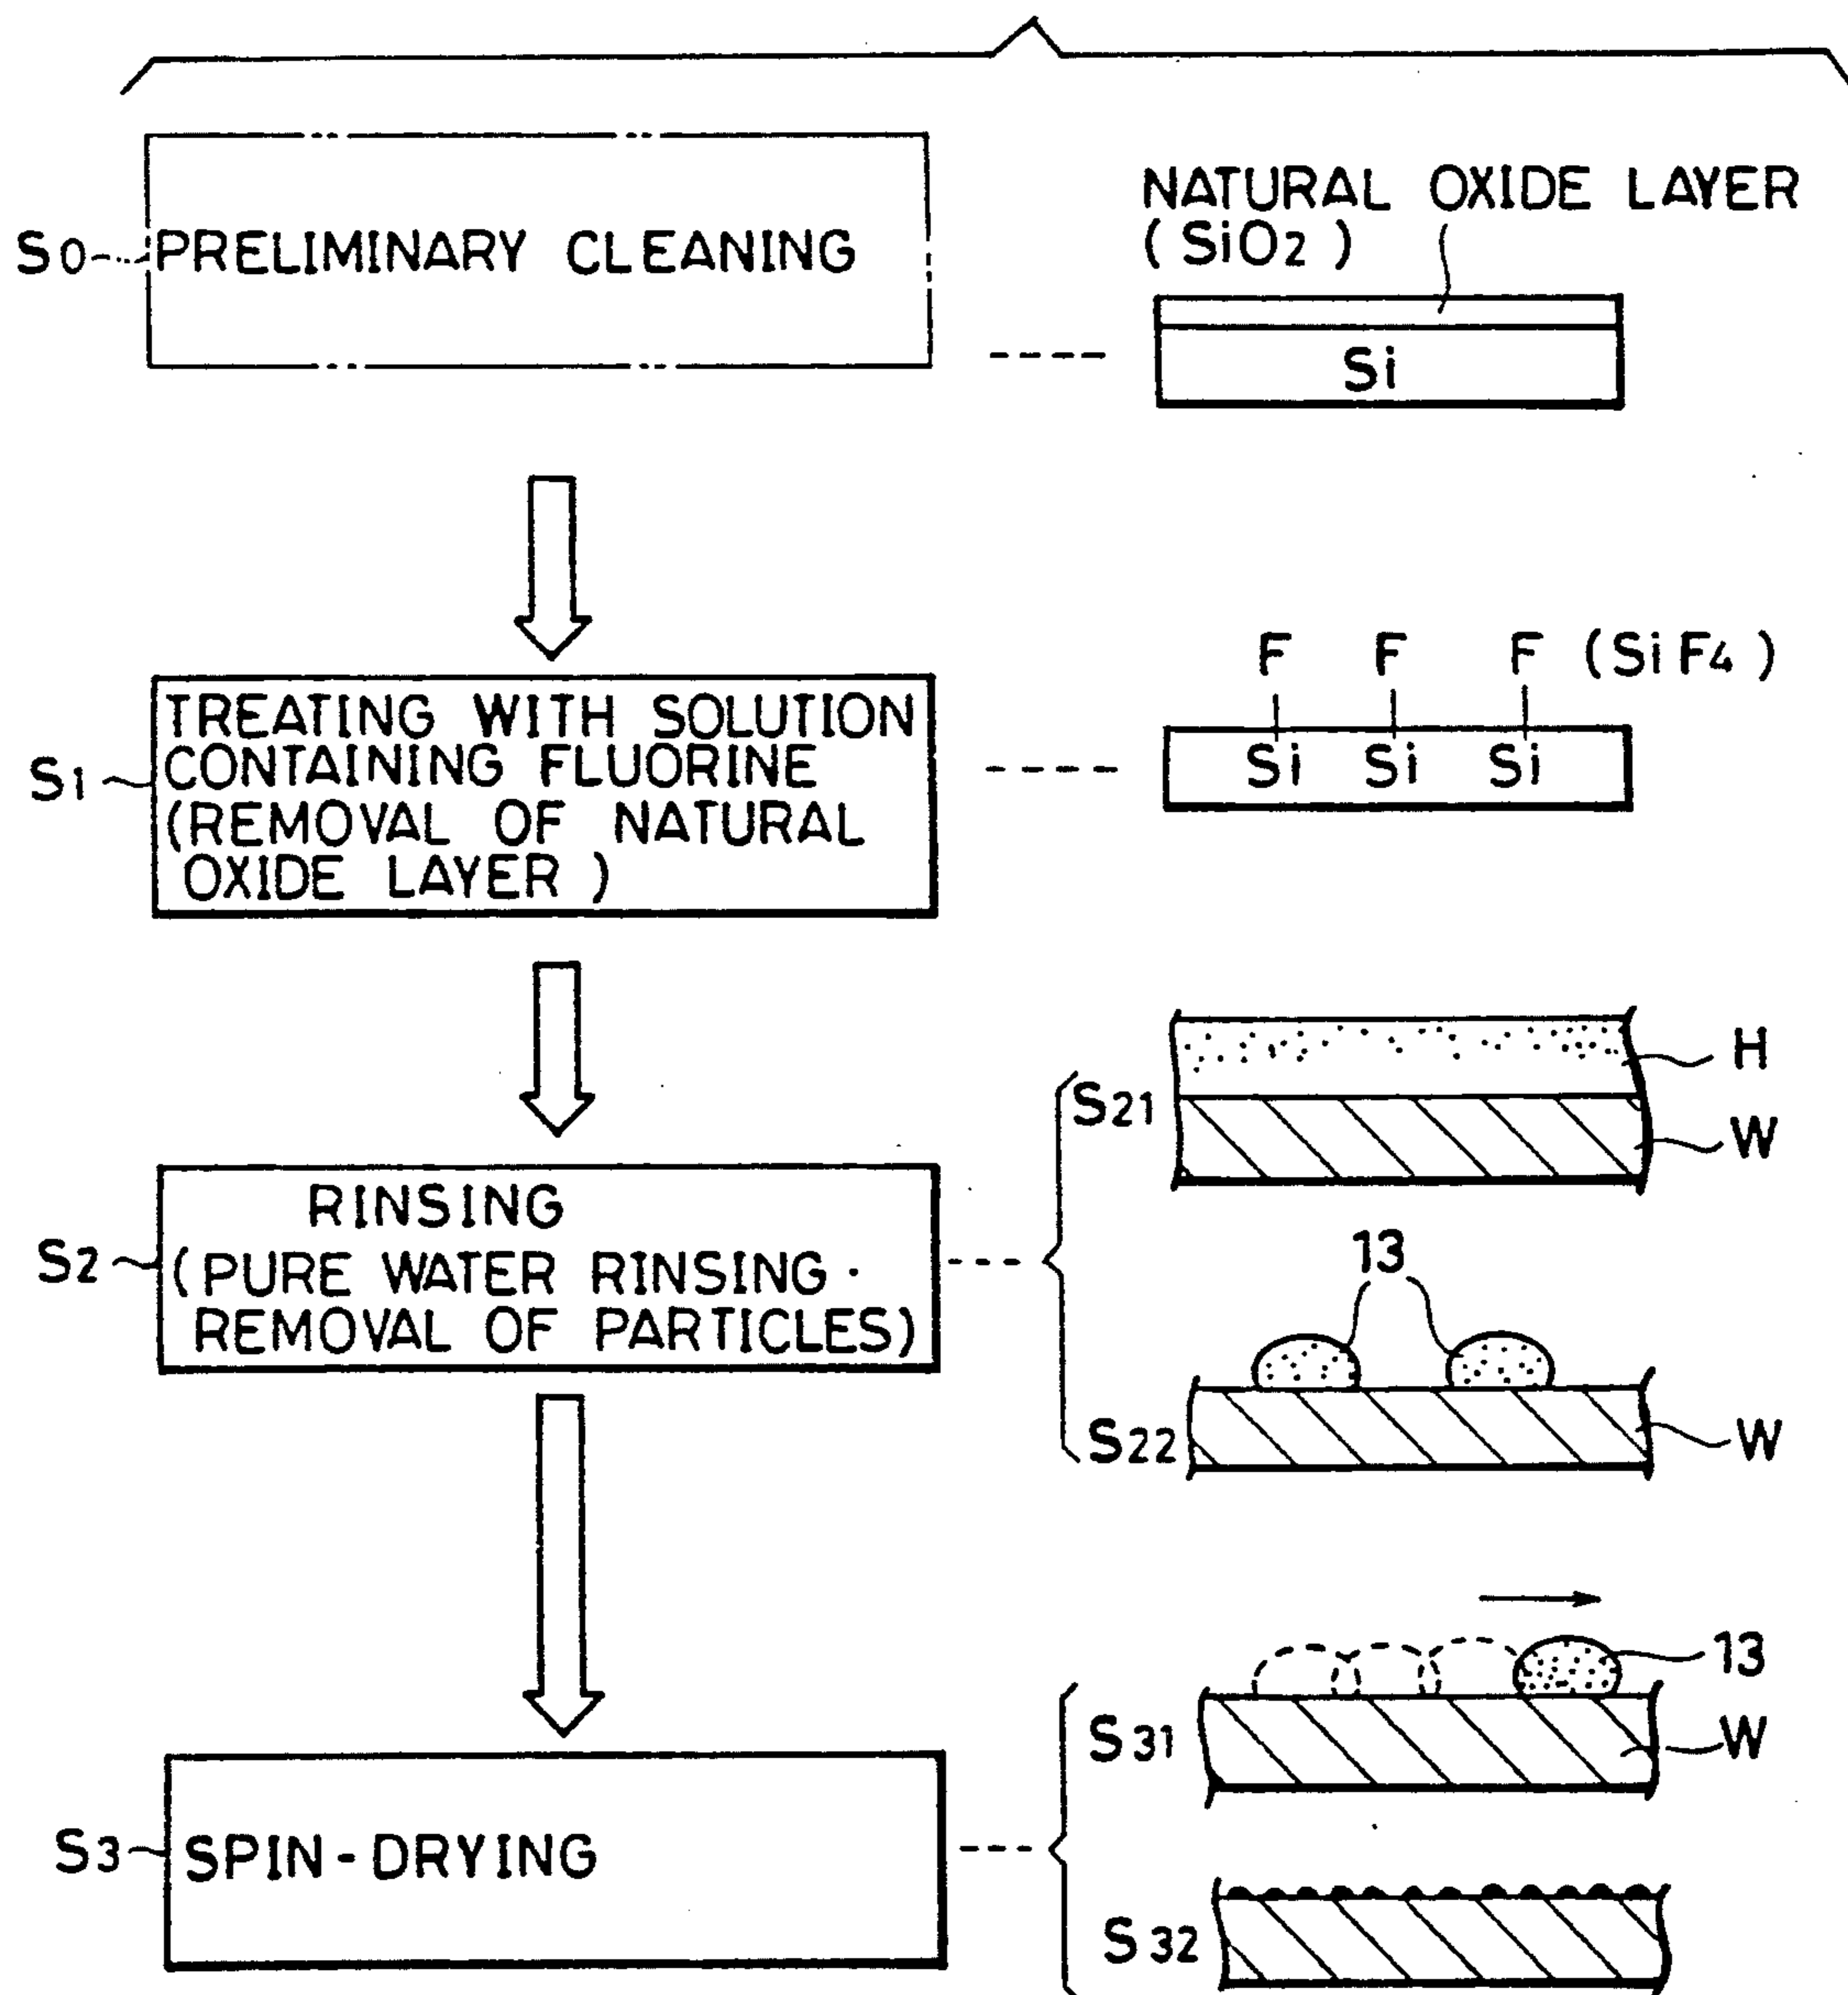 S0
PRELIMINARY CLEANING
NATURAL OXIDE LAYER
(SiO2)
Si
S1
TREATING WITH SOLUTION
CONTAINING FLUORINE
(REMOVAL OF NATURAL
OXIDE LAYER)
F F F (SiF4)
Si Si Si
S2
RINSING
(PURE WATER RINSING·
REMOVAL OF PARTICLES)
S21
H
W
13
S22
W
S3
SPIN-DRYING
S31
13
W
S32